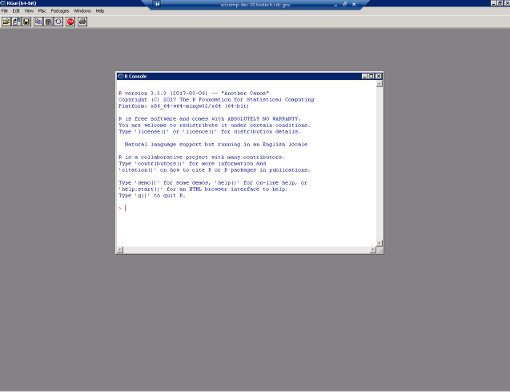 RGui (64-bit)
File Edit View Misc Packages Windows Help
R Console
R version 3.3.0 (2017-03-06) -- "Another Canoe"
Copyright (C) 2017 The R Foundation for Statistical Computing
Platform: x86_64-w64-mingw32/x64 (64-bit)
R is free software and comes with ABSOLUTELY NO WARRANTY.
You are welcome to redistribute it under certain conditions.
Type 'license()' or 'licence()' for distribution details.
Natural language support but running in an English locale
R is a collaborative project with many contributors.
Type 'contributors()' for more information and
'citation()' on how to cite R or R packages in publications.
Type 'demo()' for some demos, 'help()' for on-line help, or
'help.start()' for an HTML browser interface to help.
Type 'q()' to quit R.
>